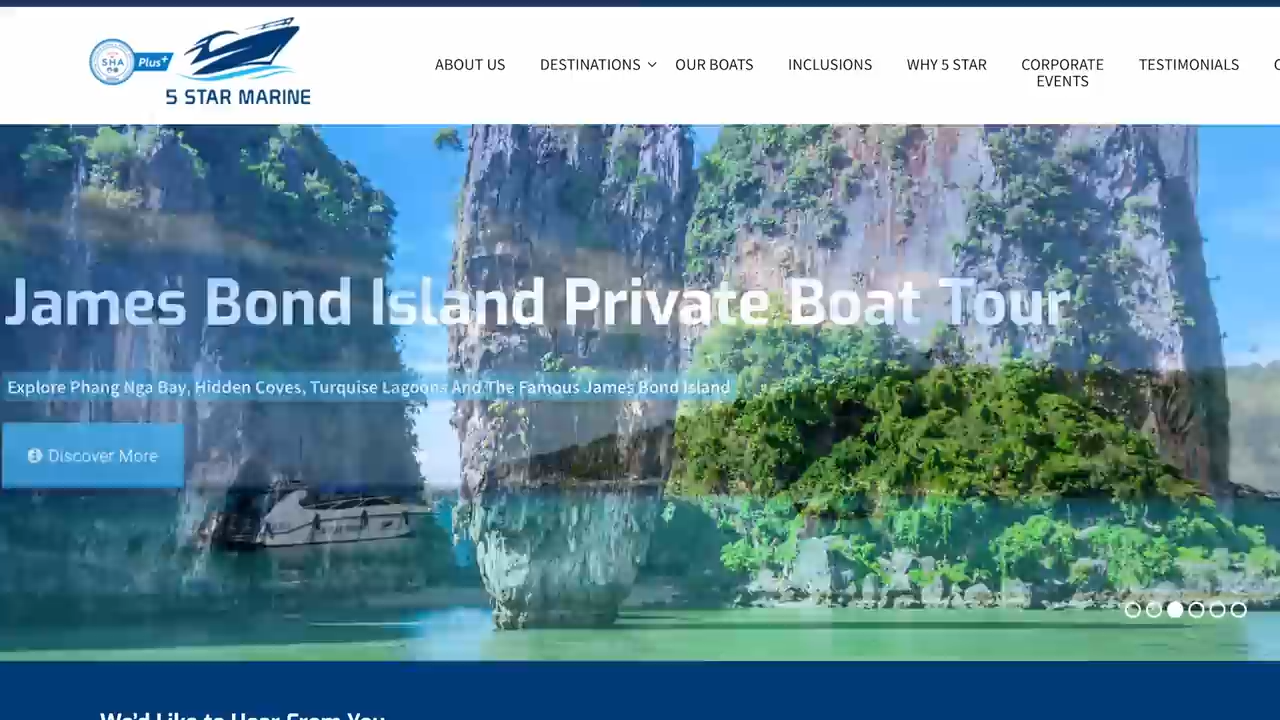 SHA
Plus+
5 STAR MARINE
ABOUT US
DESTINATIONS
OUR BOATS
INCLUSIONS
WHY 5 STAR
CORPORATE
EVENTS
TESTIMONIALS
James Bond Island Private Boat Tour
Explore Phang Nga Bay, Hidden Coves, Turquise Lagoons And The Famous James Bond Island
Discover More
We'd Like to Hear From You